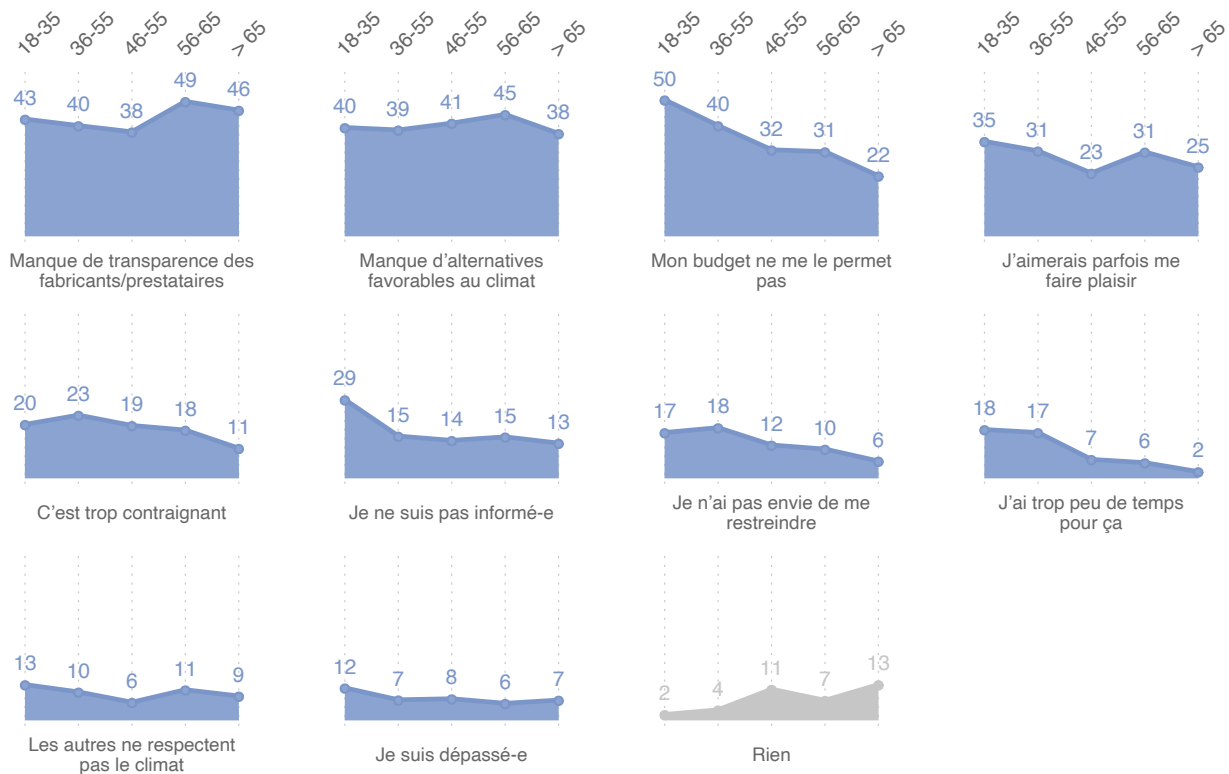 18-35 36-55 46-55 56-65 > 65 18-35 36-55 46-55 56-65 > 65 18-35 36-55 46-55 56-65 > 65 18-35 36-55 46-55 56-65 > 65
43 40 38 49 46
40 39 41 45 38
50 40 32 31 22
35 31 23 31 25
Manque de transparence des
fabricants/prestataires
Manque d’alternatives
favorables au climat
Mon budget ne me le permet
pas
J’aimerais parfois me
faire plaisir
20 23 19 18 11
29 15 14 15 13
17 18 12 10 6
18 17 7 6 2
C’est trop contraignant
Je ne suis pas informé-e
Je n’ai pas envie de me
restreindre
J’ai trop peu de temps
pour ça
13 10 6 11 9
12 7 8 6 7
2 4 11 7 13
Les autres ne respectent
pas le climat
Je suis dépassé-e
Rien